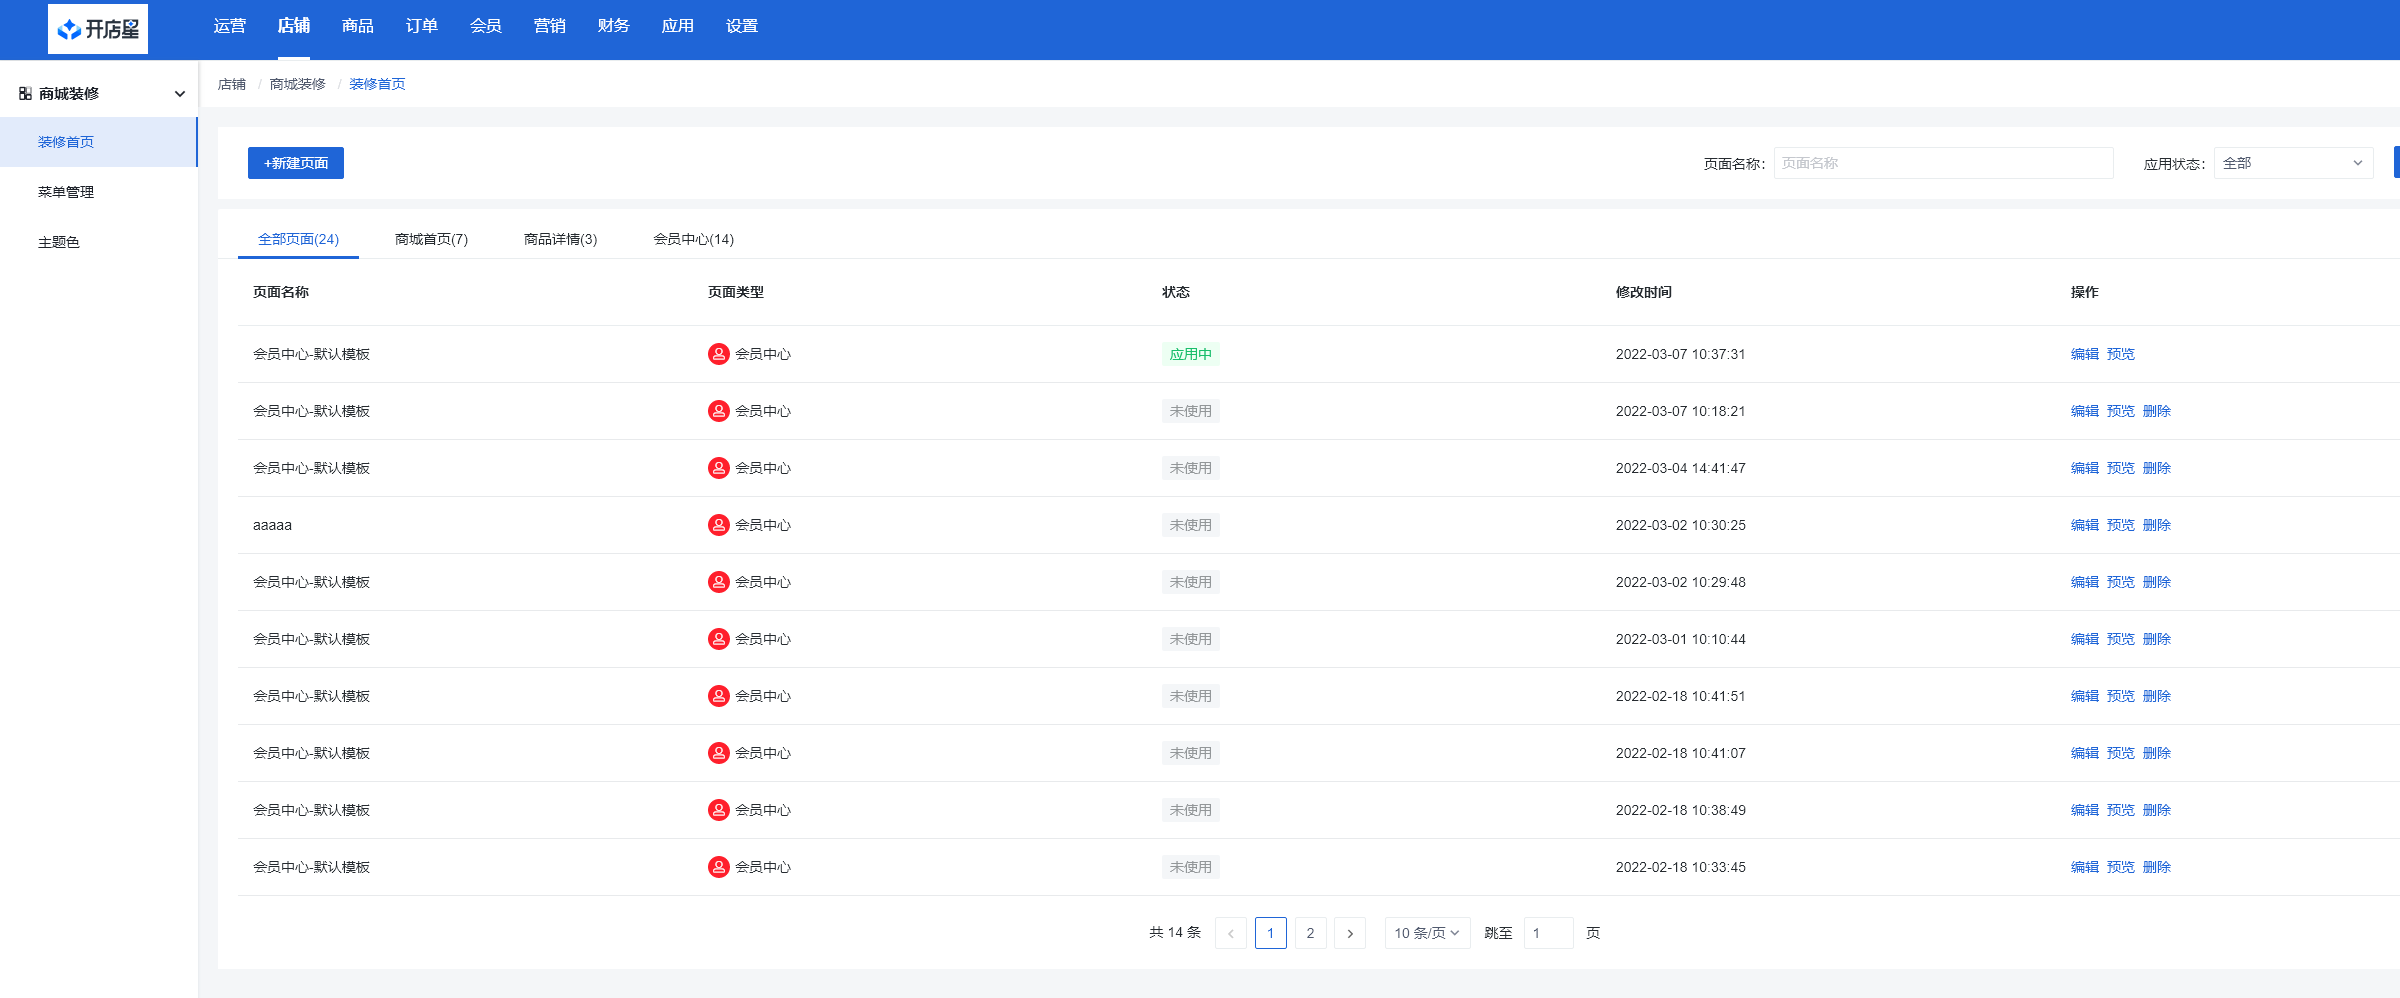 开店星 运营 店铺 商品 订单 会员 营销 财务 应用 设置
商城装修
装修首页
菜单管理
主题色
店铺 / 商城装修 / 装修首页
+新建页面 页面名称: 页面名称 应用状态: 全部
全部页面(24) 商城首页(7) 商品详情(3) 会员中心(14)
页面名称 页面类型 状态 修改时间 操作
会员中心-默认模板 会员中心 应用中 2022-03-07 10:37:31 编辑 预览
会员中心-默认模板 会员中心 未使用 2022-03-07 10:18:21 编辑 预览 删除
会员中心-默认模板 会员中心 未使用 2022-03-04 14:41:47 编辑 预览 删除
aaaaa 会员中心 未使用 2022-03-02 10:30:25 编辑 预览 删除
会员中心-默认模板 会员中心 未使用 2022-03-02 10:29:48 编辑 预览 删除
会员中心-默认模板 会员中心 未使用 2022-03-01 10:10:44 编辑 预览 删除
会员中心-默认模板 会员中心 未使用 2022-02-18 10:41:51 编辑 预览 删除
会员中心-默认模板 会员中心 未使用 2022-02-18 10:41:07 编辑 预览 删除
会员中心-默认模板 会员中心 未使用 2022-02-18 10:38:49 编辑 预览 删除
会员中心-默认模板 会员中心 未使用 2022-02-18 10:33:45 编辑 预览 删除
共 14 条 1 2 10 条/页 跳至 1 页